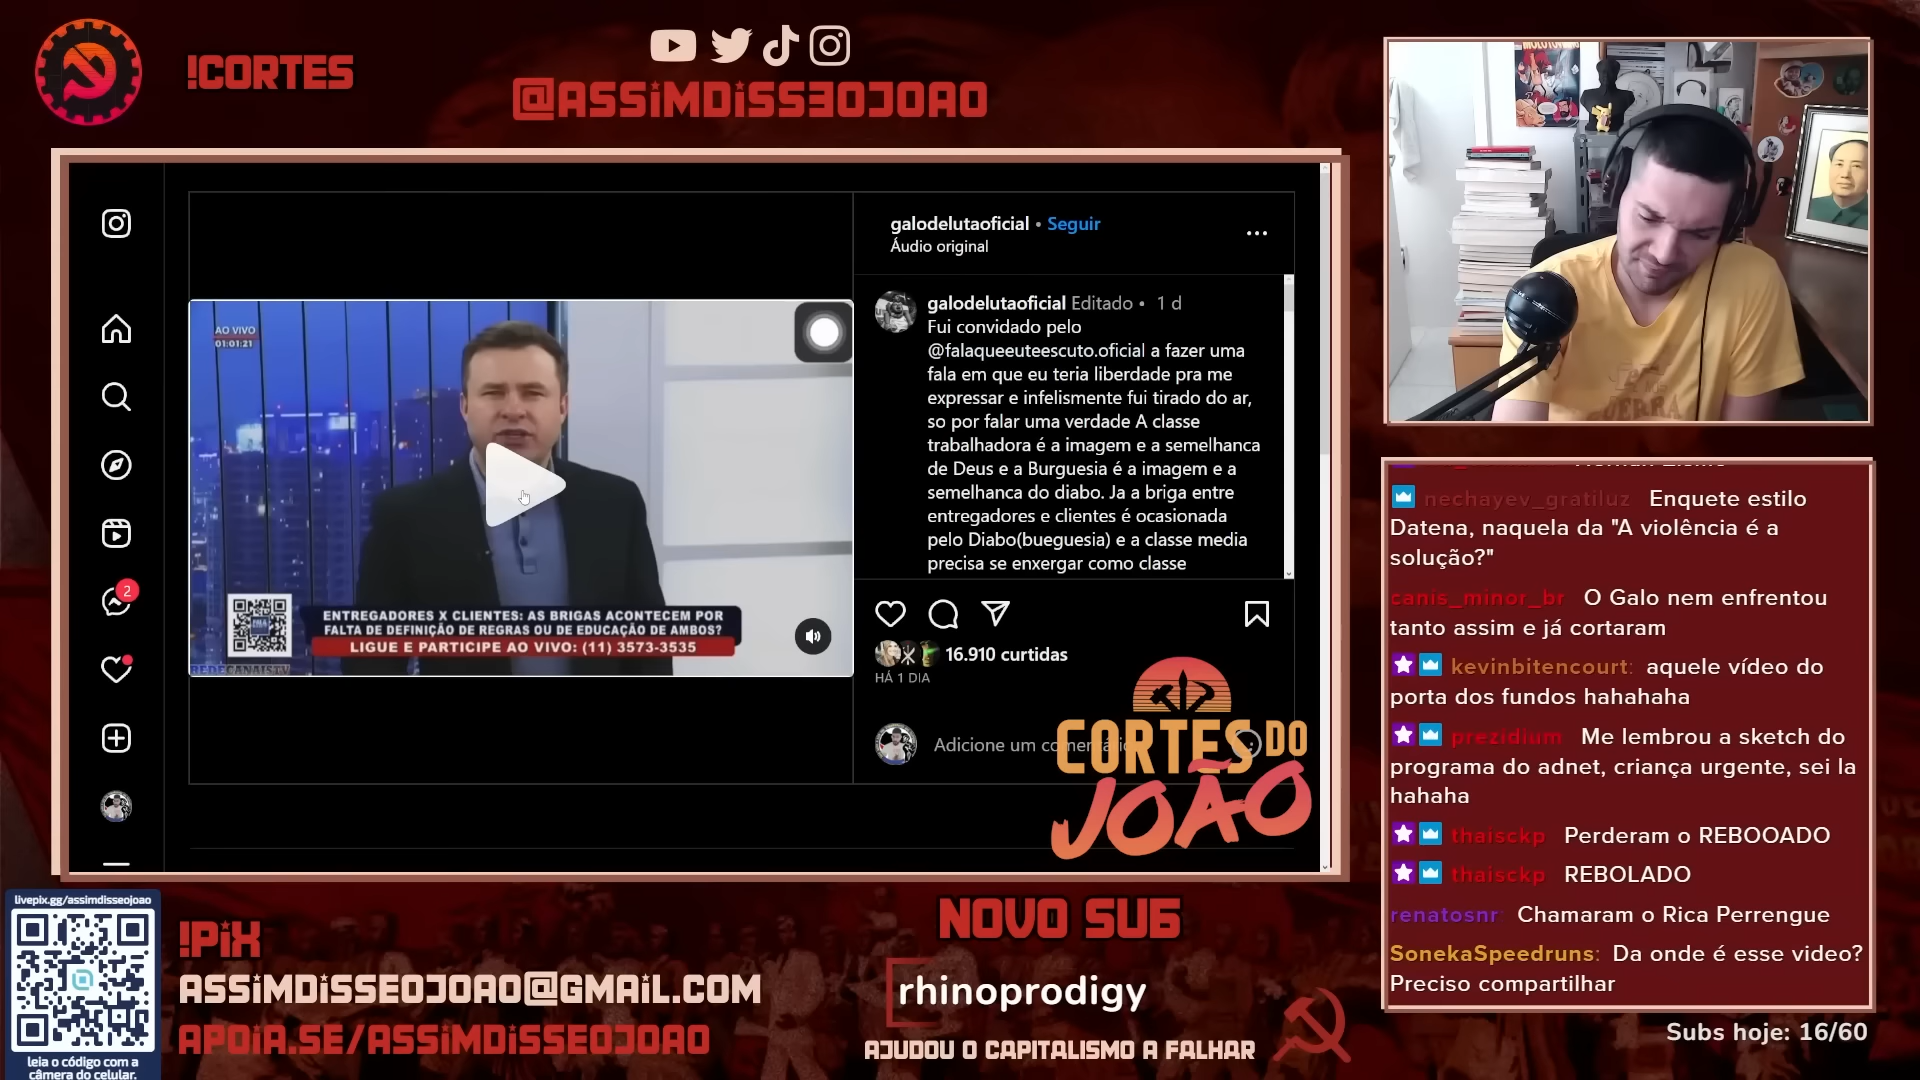 !CORTES
@ASSIMDISSEOJOAO
galodelutaoficial • Seguir
Áudio original
galodelutaoficial Editado • 1 d
Fui convidado pelo
@falaqueeuteescuto.oficial a fazer uma
fala em que eu teria liberdade pra me
expressar e infelismente fui tirado do ar,
so por falar uma verdade A classe
trabalhadora é a imagem e a semelhanca
de Deus e a Burguesia é a imagem e a
semelhanca do diabo. Ja a briga entre
entregadores e clientes é ocasionada
pelo Diabo(bueguesia) e a classe media
precisa se enxergar como classe
AO VIVO
01:01:21
ENTREGADORES X CLIENTES: AS BRIGAS ACONTECEM POR
FALTA DE DEFINIÇÃO DE REGRAS OU DE EDUCAÇÃO DE AMBOS?
LIGUE E PARTICIPE AO VIVO: (11) 3573-3535
REDECANAISTV
2
16.910 curtidas
HÁ 1 DIA
Adicione um comentário
CORTES DO
JOÃO
nechayev_gratiluz Enquete estilo
Datena, naquela da "A violência é a
solução?"
canis_minor_br O Galo nem enfrentou
tanto assim e já cortaram
kevinbitencourt: aquele vídeo do
porta dos fundos hahahaha
prezidium Me lembrou a sketch do
programa do adnet, criança urgente, sei la
hahaha
thaisckp Perderam o REBOOADO
thaisckp REBOLADO
renatosnr: Chamaram o Rica Perrengue
SonekaSpeedruns: Da onde é esse video?
Preciso compartilhar
Subs hoje: 16/60
livepix.gg/assimdisseojoao
leia o código com a
câmera do celular.
!PIX
ASSIMDISSEOJOAO@GMAIL.COM
APOIA.SE/ASSIMDISSEOJOAO
NOVO SUB
rhinoprodigy
AJUDOU O CAPITALISMO A FALHAR